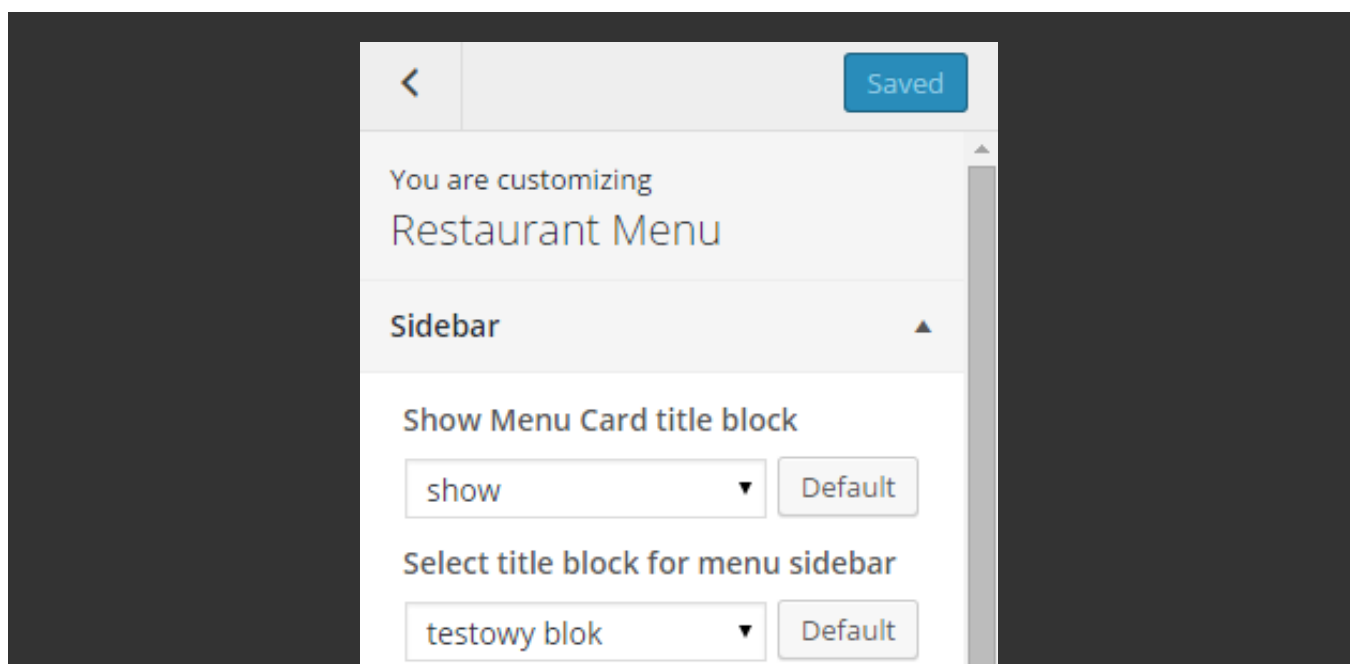 Saved
You are customizing
Restaurant Menu
Sidebar
Show Menu Card title block
show
Default
Select title block for menu sidebar
testowy blok
Default